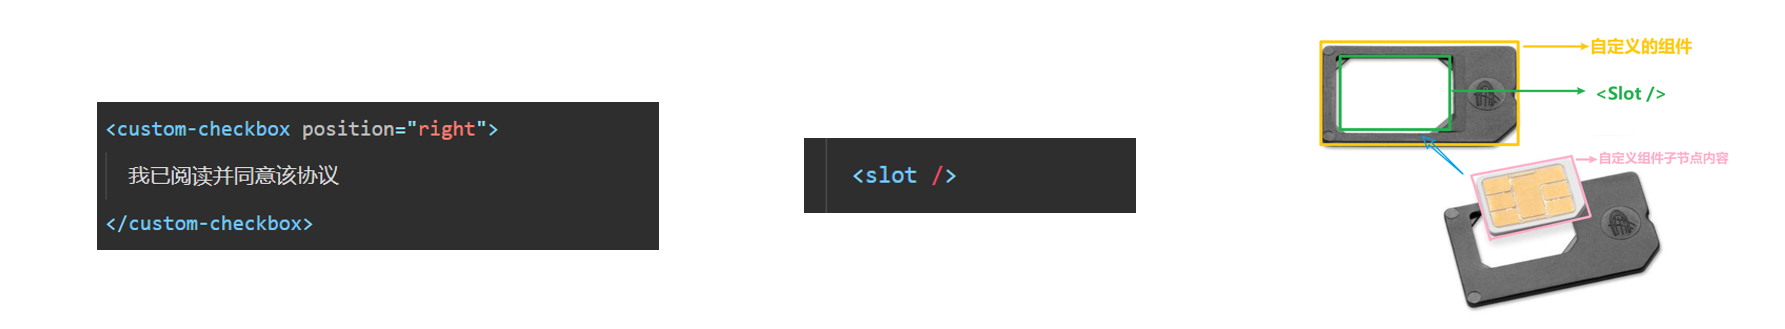 <custom-checkbox position="right">
我已阅读并同意该协议
</custom-checkbox>
<slot />
自定义的组件
<Slot />
自定义组件子节点内容